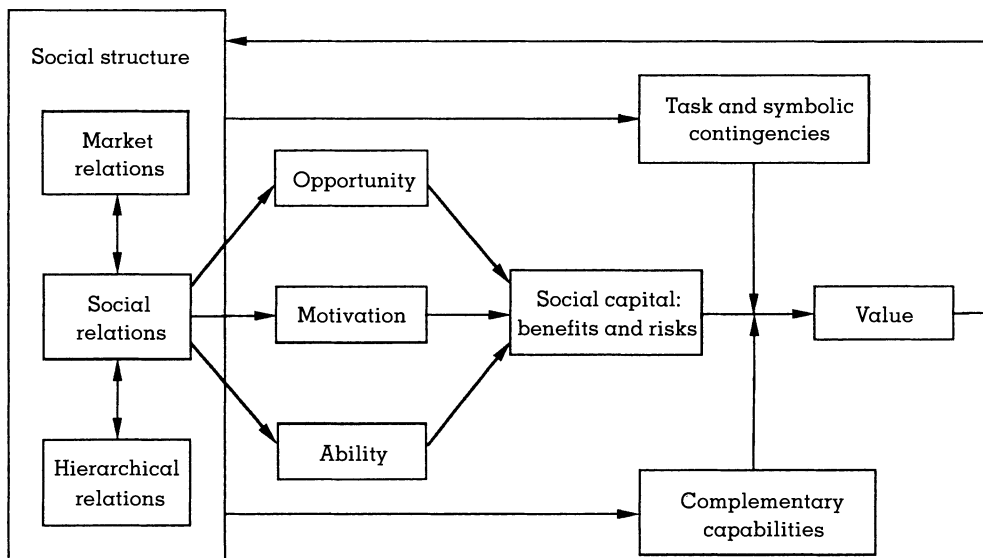 Social structure
Market
relations
Social
relations
Hierarchical
relations
Opportunity
Motivation
Ability
Social capital:
benefits and risks
Task and symbolic
contingencies
Complementary
capabilities
Value